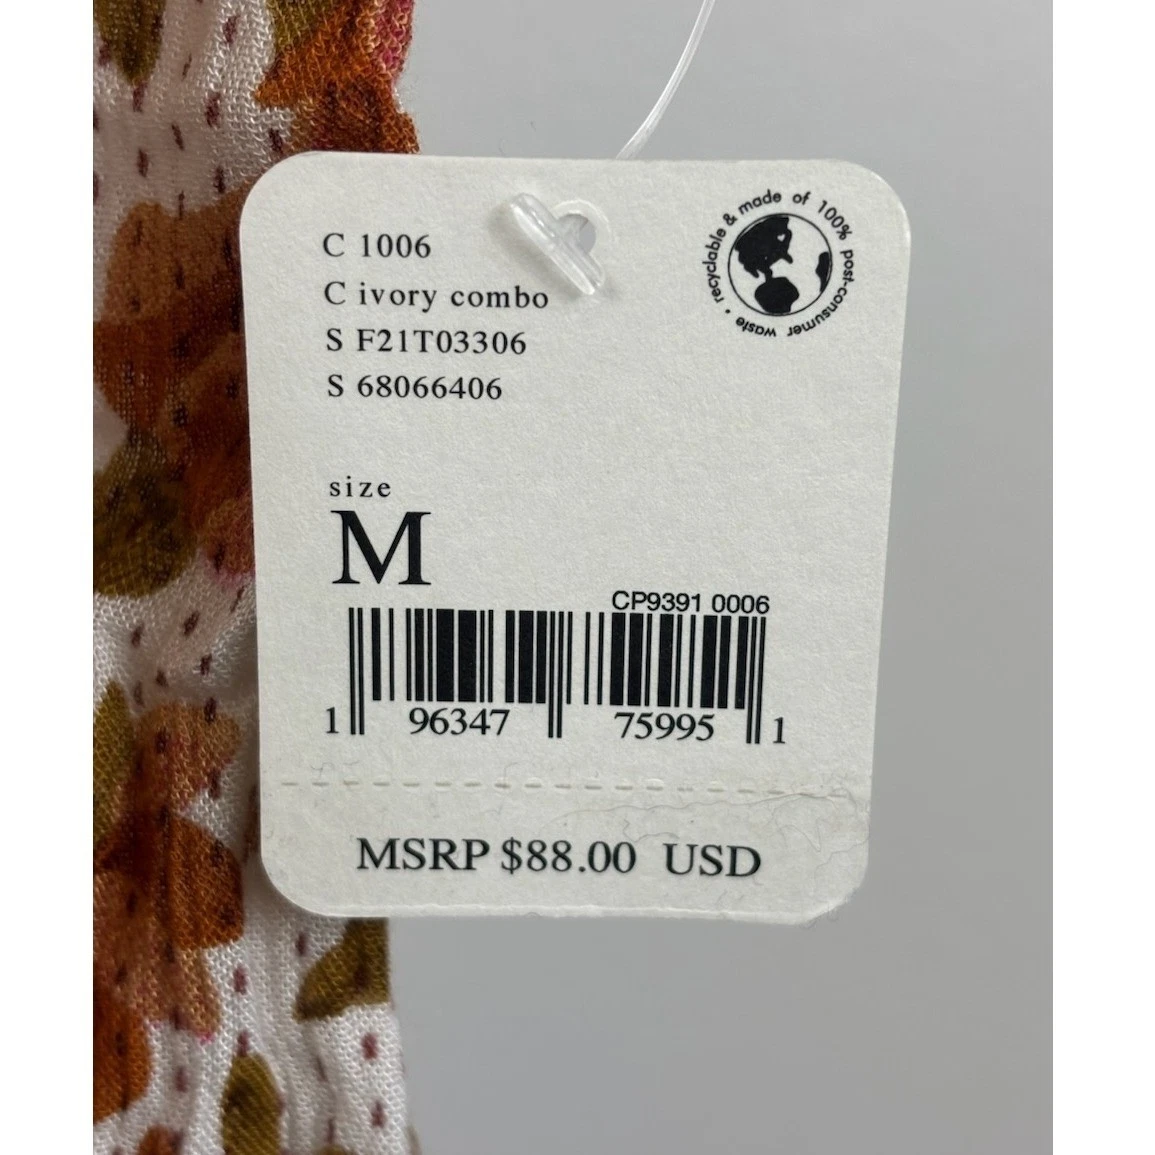 recyclable & made of 100% post-consumer waste •
C 1006
C ivory combo
S F21T03306
S 68066406
size
M
CP9391 0006
1 96347 75995 1
MSRP $88.00 USD